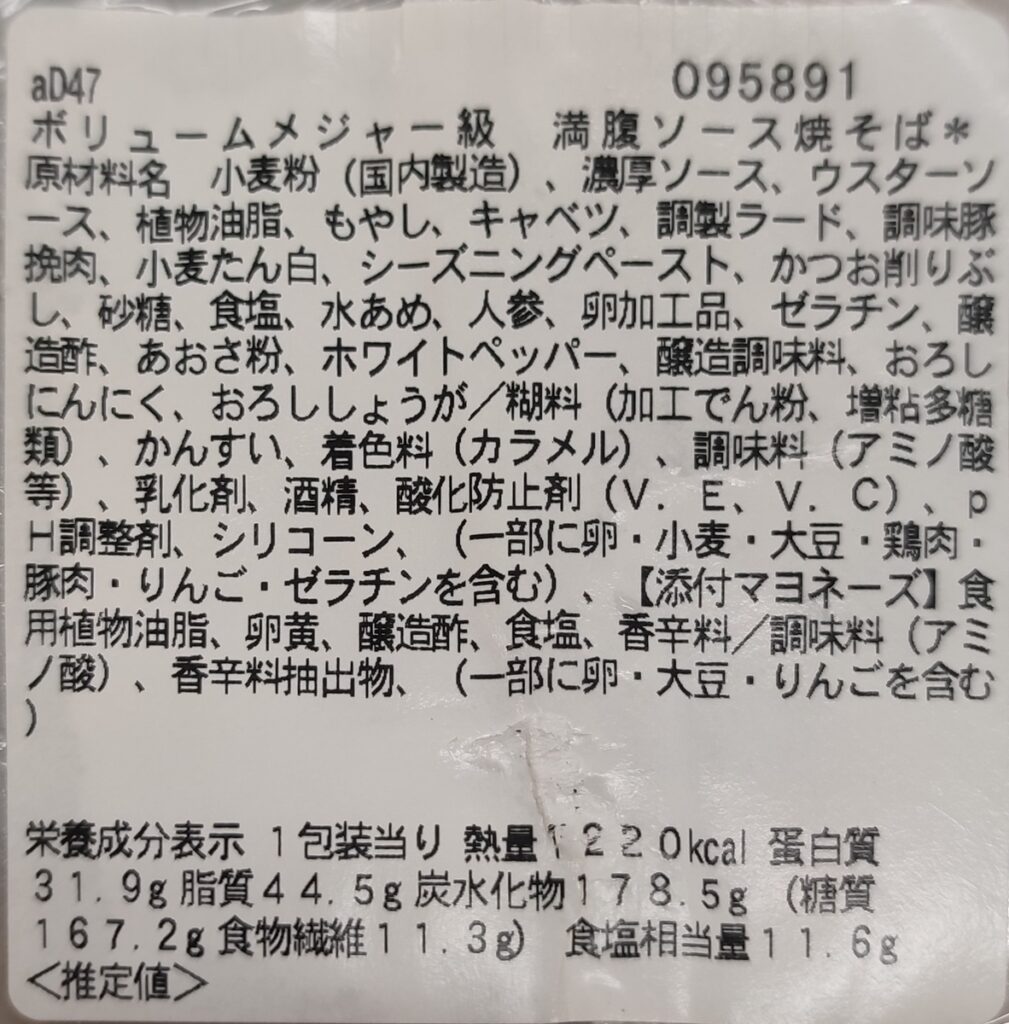 aD47 095891
ボリュームメジャー級 満腹ソース焼そば*
原材料名 小麦粉(国内製造)、濃厚ソース、ウスターソ
ース、植物油脂、もやし、キャベツ、調製ラード、調味豚
挽肉、小麦たん白、シーズニングペースト、かつお削りぶ
し、砂糖、食塩、水あめ、人参、卵加工品、ゼラチン、醸
造酢、あおさ粉、ホワイトペッパー、醸造調味料、おろし
にんにく、おろししょうが/糊料(加工でん粉、増粘多糖
類)、かんすい、着色料(カラメル)、調味料(アミノ酸
等)、乳化剤、酒精、酸化防止剤(V.E、V.C)、p
H調整剤、シリコーン、(一部に卵・小麦・大豆・鶏肉・
豚肉・りんご・ゼラチンを含む)、【添付マヨネーズ】食
用植物油脂、卵黄、醸造酢、食塩、香辛料/調味料(アミ
ノ酸)、香辛料抽出物、(一部に卵・大豆・りんごを含む
)
栄養成分表示 1包装当り 熱量1220kcal 蛋白質
31.9g 脂質44.5g 炭水化物178.5g (糖質
167.2g 食物繊維11.3g) 食塩相当量11.6g
<推定値>